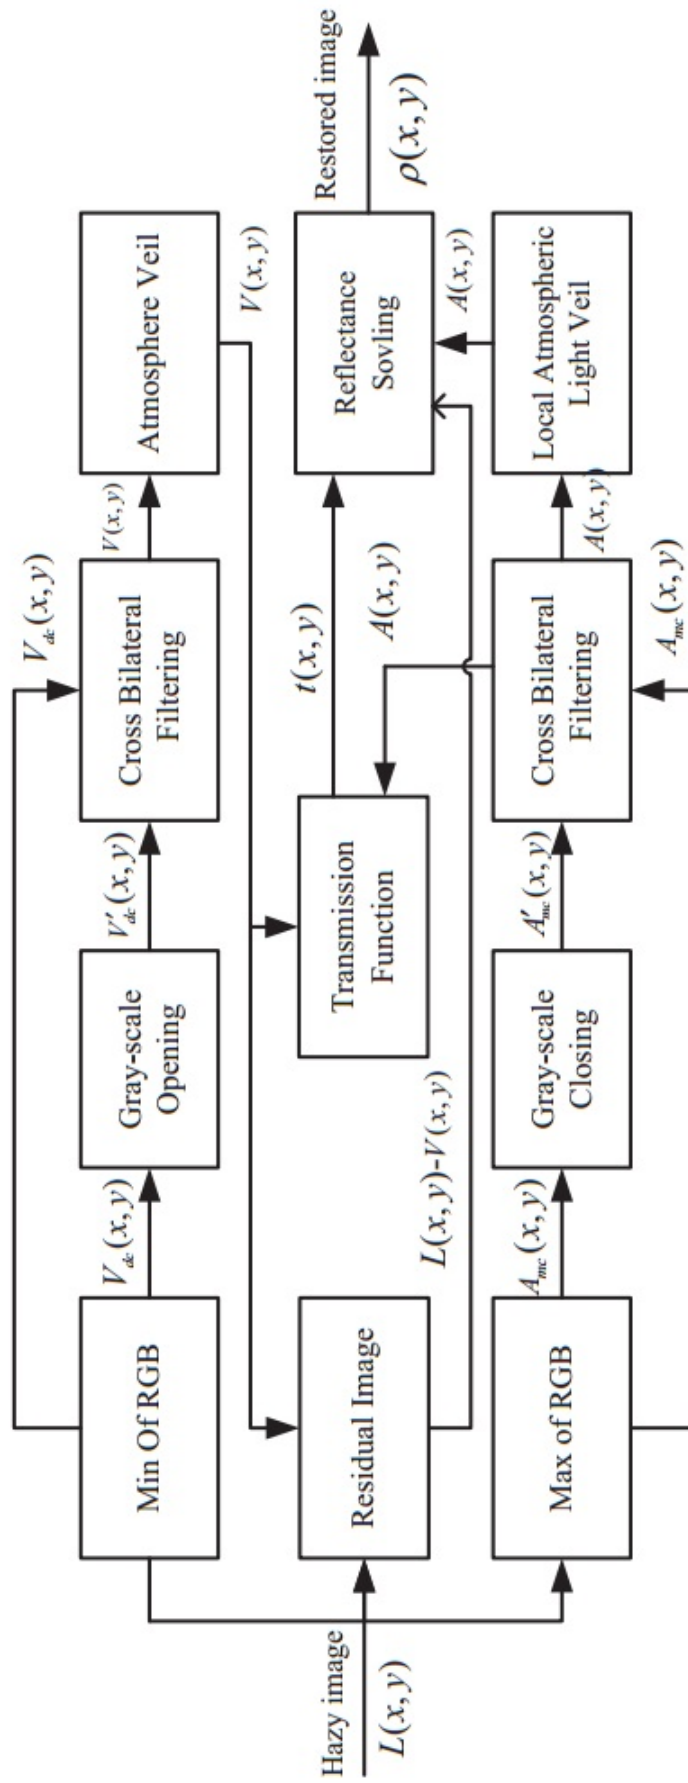 Hazy image
L(x, y)
Min Of RGB
V_dc(x, y)
Gray-scale
Opening
V′_dc(x, y)
Cross Bilateral
Filtering
V_dc(x, y)
V(x, y)
Atmosphere Veil
V(x, y)
Residual Image
L(x, y)-V(x, y)
Transmission
Function
t(x, y)
A(x, y)
Reflectance
Sovling
Restored image
ρ(x, y)
Max of RGB
A_mc(x, y)
Gray-scale
Closing
A′_mc(x, y)
Cross Bilateral
Filtering
A_mc(x, y)
A(x, y)
Local Atmospheric
Light Veil
A(x, y)